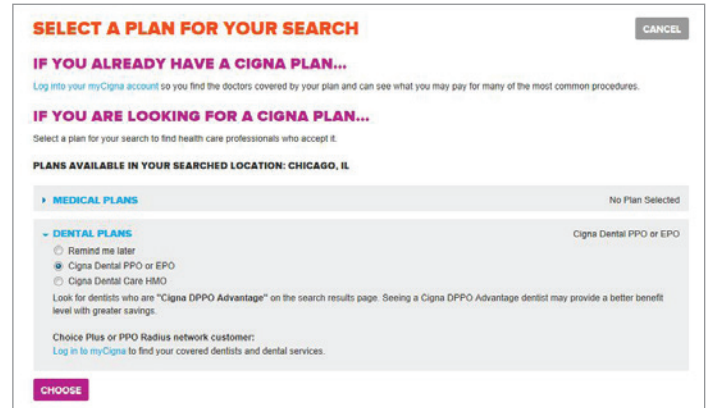 SELECT A PLAN FOR YOUR SEARCH
CANCEL
IF YOU ALREADY HAVE A CIGNA PLAN...
Log into your myCigna account so you find the doctors covered by your plan and can see what you may pay for many of the most common procedures.
IF YOU ARE LOOKING FOR A CIGNA PLAN...
Select a plan for your search to find health care professionals who accept it.
PLANS AVAILABLE IN YOUR SEARCHED LOCATION: CHICAGO, IL
MEDICAL PLANS
No Plan Selected
DENTAL PLANS
Cigna Dental PPO or EPO
Remind me later
Cigna Dental PPO or EPO
Cigna Dental Care HMO
Look for dentists who are "Cigna DPPO Advantage" on the search results page. Seeing a Cigna DPPO Advantage dentist may provide a better benefit
level with greater savings.
Choice Plus or PPO Radius network customer:
Log in to myCigna to find your covered dentists and dental services.
CHOOSE